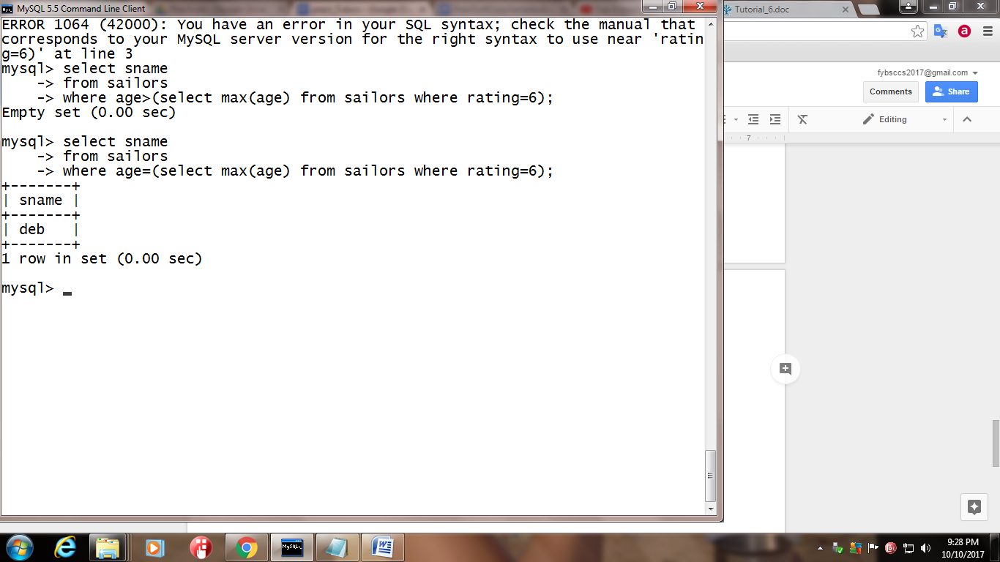 MySQL 5.5 Command Line Client
Tutorial_6.doc
ERROR 1064 (42000): You have an error in your SQL syntax; check the manual that
corresponds to your MySQL server version for the right syntax to use near 'ratin
g=6)' at line 3
mysql> select sname
    -> from sailors
    -> where age>(select max(age) from sailors where rating=6);
Empty set (0.00 sec)
mysql> select sname
    -> from sailors
    -> where age=(select max(age) from sailors where rating=6);
+-------+
| sname |
+-------+
| deb   |
+-------+
1 row in set (0.00 sec)
mysql> _
fybsccs2017@gmail.com
Comments
Share
Editing
7
9:28 PM
10/10/2017